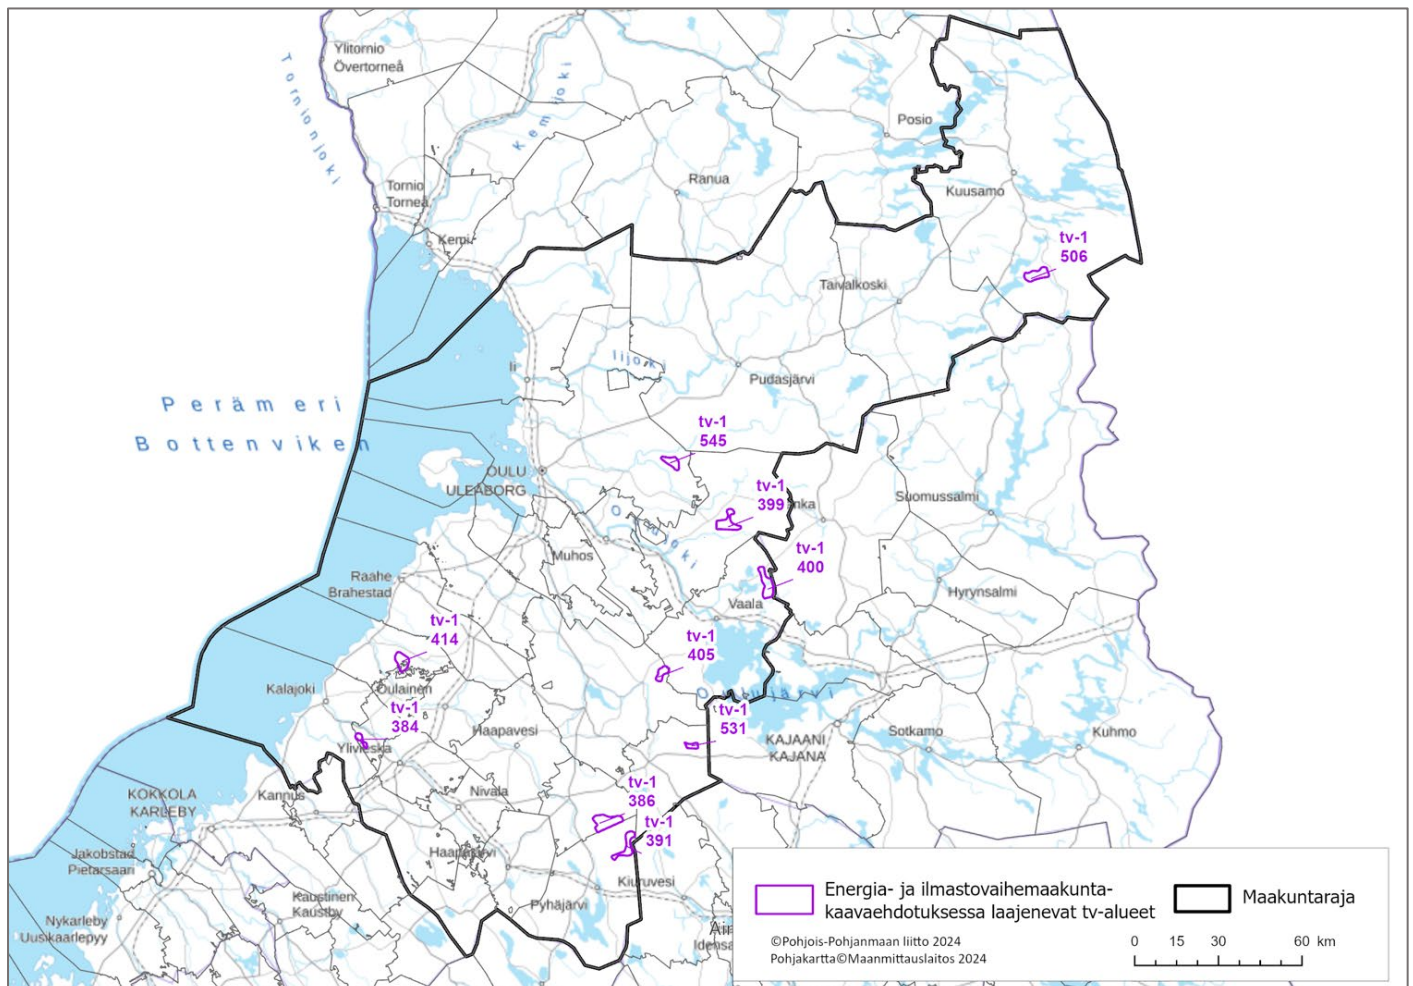 Ylitornio
Övertorneå
Tornionjoki
Kemijoki
Posio
Ranua
Kuusamo
Tornio
Torneå
Kemi
tv-1
506
Taivalkoski
Ii
Iijoki
Pudasjärvi
Perämeri
Bottenviken
tv-1
545
OULU
ULEÅBORG
tv-1
399
nka
Suomussalmi
Oulujoki
Muhos
tv-1
400
Raahe
Brahestad
Hyrynsalmi
Vaala
tv-1
414
tv-1
405
Kalajoki
Oulainen
Oulujärvi
tv-1
384
tv-1
531
Haapavesi
Ylivieska
KAJAANI
KAJANA
Sotkamo
Kuhmo
tv-1
386
Nivala
KOKKOLA
KARLEBY
Kannus
tv-1
391
Haapajärvi
Jakobstad
Pietarsaari
Kiuruvesi
Kaustinen
Kaustby
Pyhäjärvi
Nykarleby
Uusikaarlepyy
Idensa
Energia- ja ilmastovaihemaakunta-
kaavaehdotuksessa laajenevat tv-alueet
Maakuntaraja
©Pohjois-Pohjanmaan liitto 2024
Pohjakartta©Maanmittauslaitos 2024
0 15 30 60 km